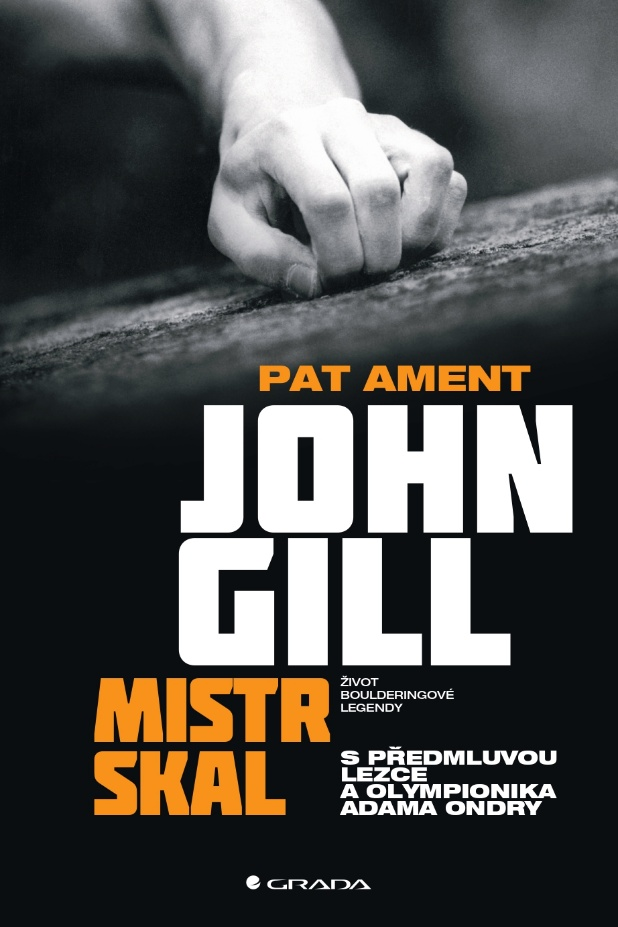 PAT AMENT
JOHN
GILL
MISTR
SKAL
ŽIVOT
BOULDERINGOVÉ
LEGENDY
S PŘEDMLUVOU
LEZCE
A OLYMPIONIKA
ADAMA ONDRY
GRADA